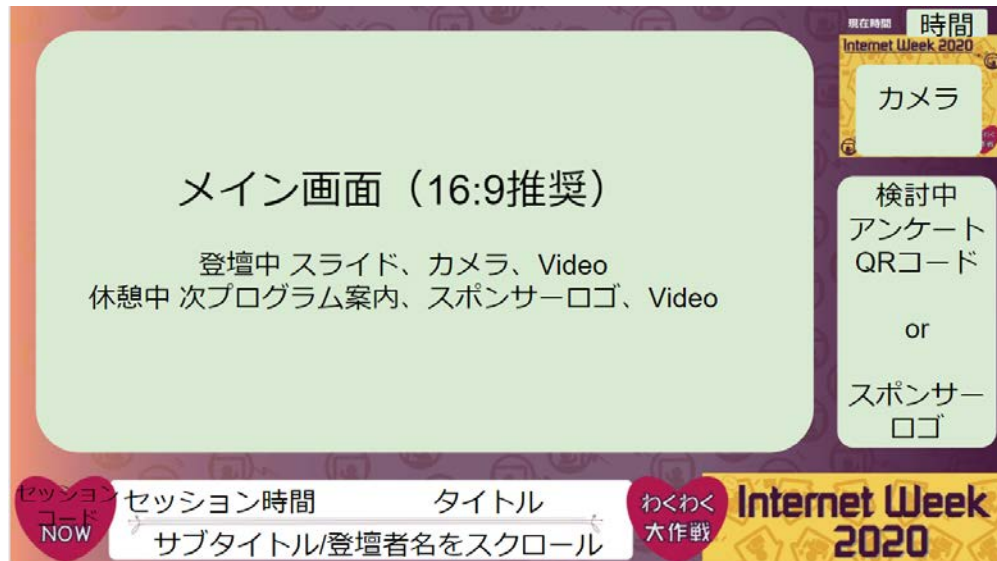 現在時間 時間
Internet Week 2020
カメラ
メイン画面（16:9推奨）
登壇中 スライド、カメラ、Video
休憩中 次プログラム案内、スポンサーロゴ、Video
検討中
アンケート
QRコード
or
スポンサー
ロゴ
セッション
コード
NOW
セッション時間 タイトル
サブタイトル/登壇者名をスクロール
わくわく
大作戦
Internet Week
2020